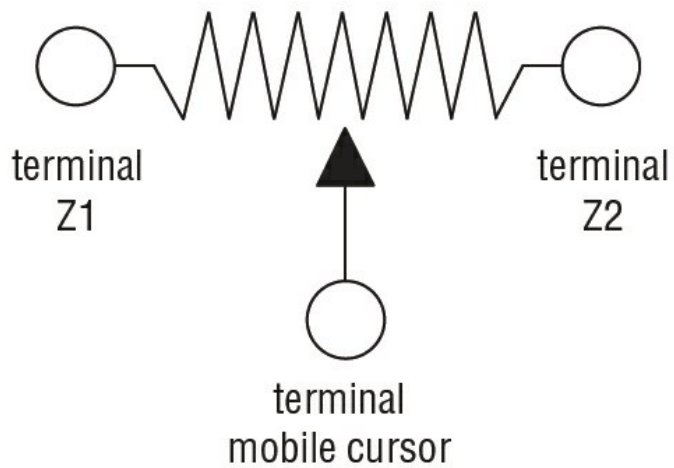 terminal
Z1
terminal
Z2
terminal
mobile cursor